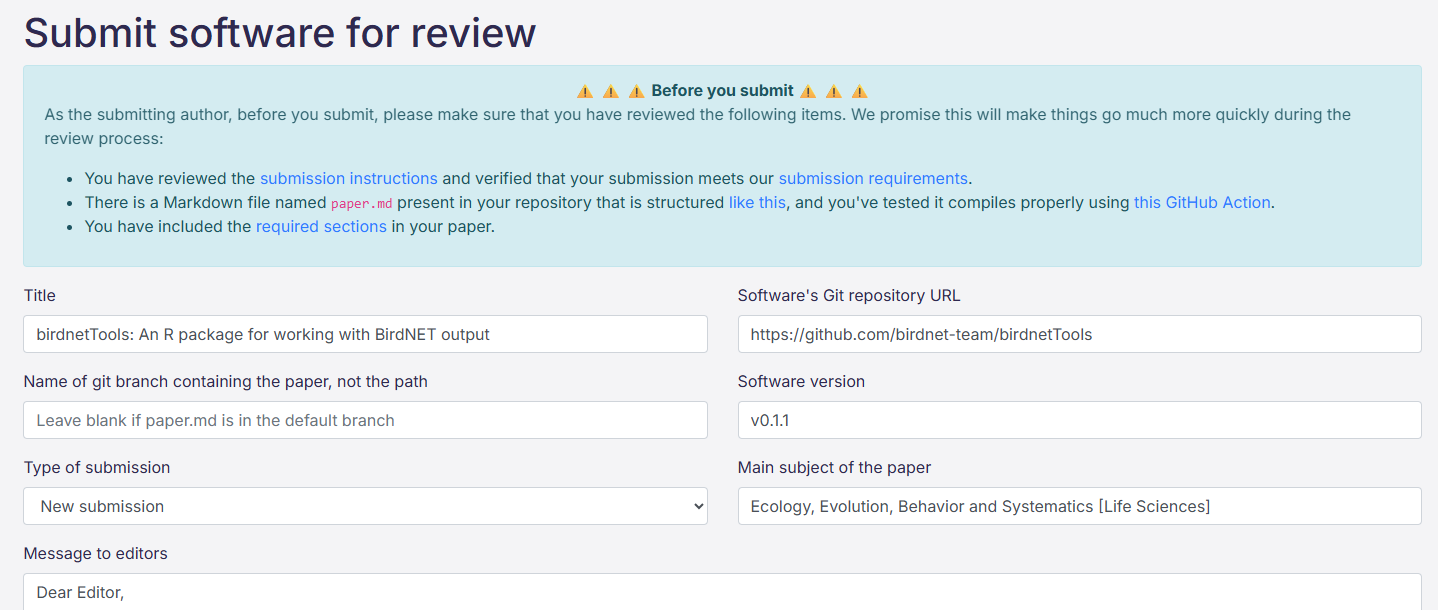 Submit software for review
⚠️ ⚠️ ⚠️ Before you submit ⚠️ ⚠️ ⚠️
As the submitting author, before you submit, please make sure that you have reviewed the following items. We promise this will make things go much more quickly during the
review process:
• You have reviewed the submission instructions and verified that your submission meets our submission requirements.
• There is a Markdown file named paper.md present in your repository that is structured like this, and you've tested it compiles properly using this GitHub Action.
• You have included the required sections in your paper.
Title
birdnetTools: An R package for working with BirdNET output
Software's Git repository URL
https://github.com/birdnet-team/birdnetTools
Name of git branch containing the paper, not the path
Leave blank if paper.md is in the default branch
Software version
v0.1.1
Type of submission
New submission
Main subject of the paper
Ecology, Evolution, Behavior and Systematics [Life Sciences]
Message to editors
Dear Editor,